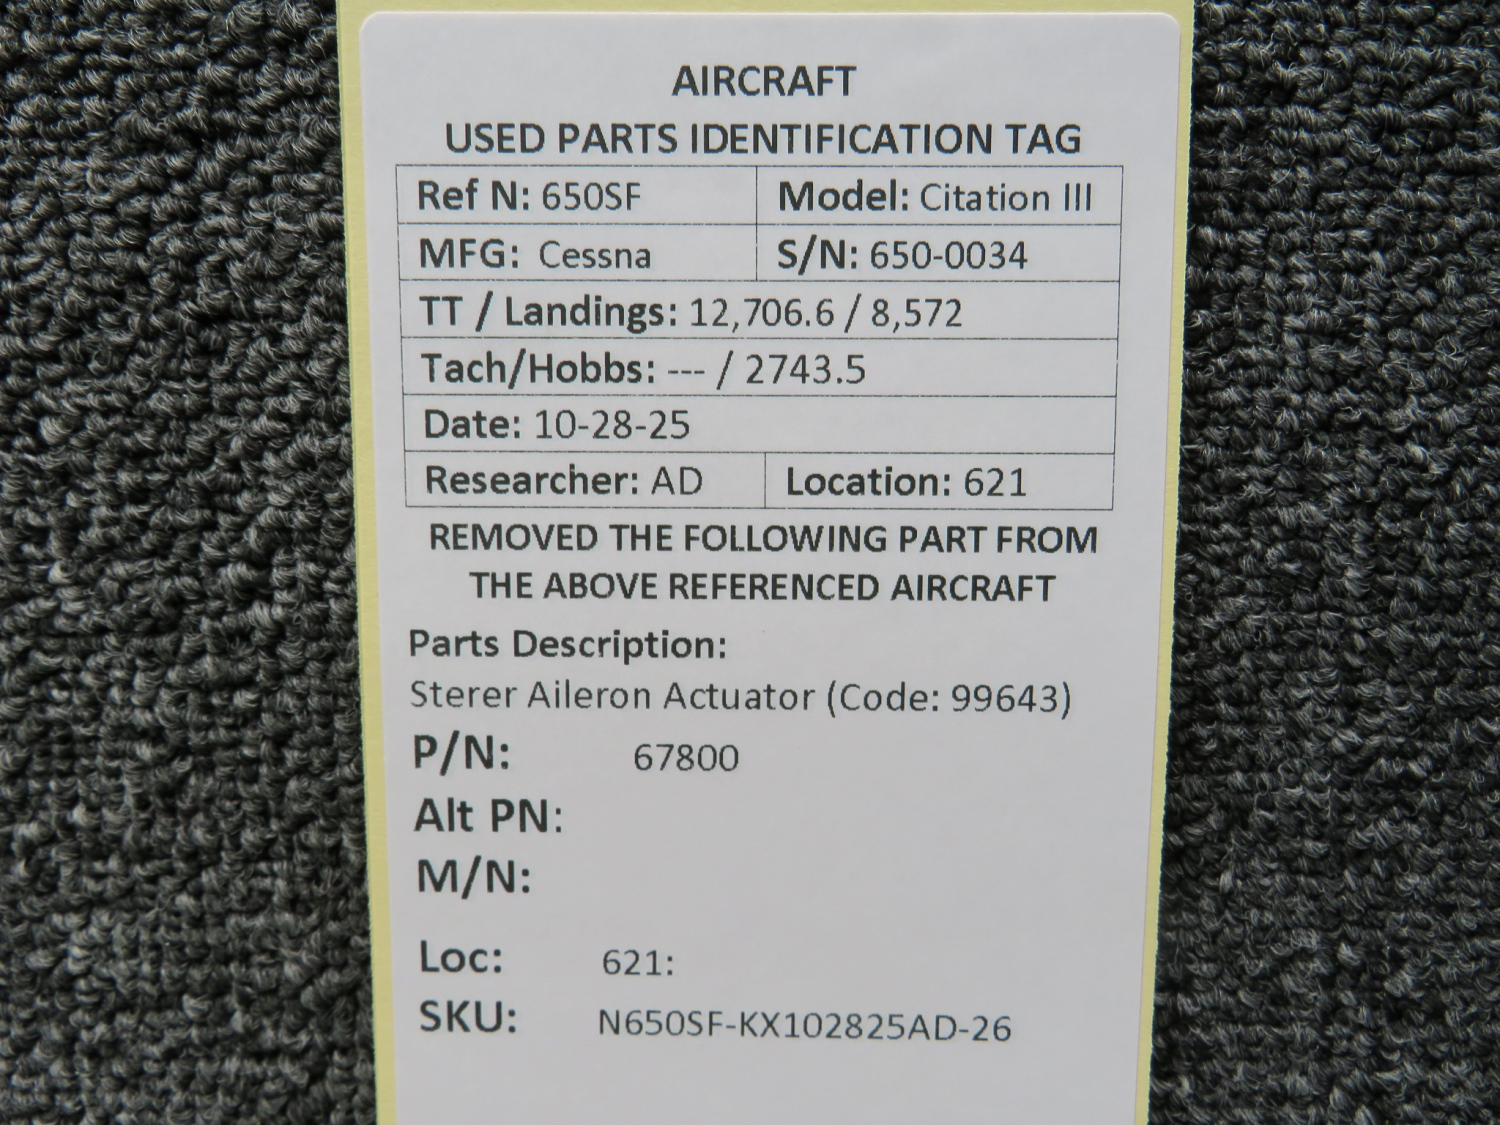 AIRCRAFT
USED PARTS IDENTIFICATION TAG
Ref N: 650SF Model: Citation III
MFG: Cessna S/N: 650-0034
TT / Landings: 12,706.6 / 8,572
Tach/Hobbs: --- / 2743.5
Date: 10-28-25
Researcher: AD Location: 621
REMOVED THE FOLLOWING PART FROM
THE ABOVE REFERENCED AIRCRAFT
Parts Description:
Sterer Aileron Actuator (Code: 99643)
P/N: 67800
Alt PN:
M/N:
Loc: 621:
SKU: N650SF-KX102825AD-26